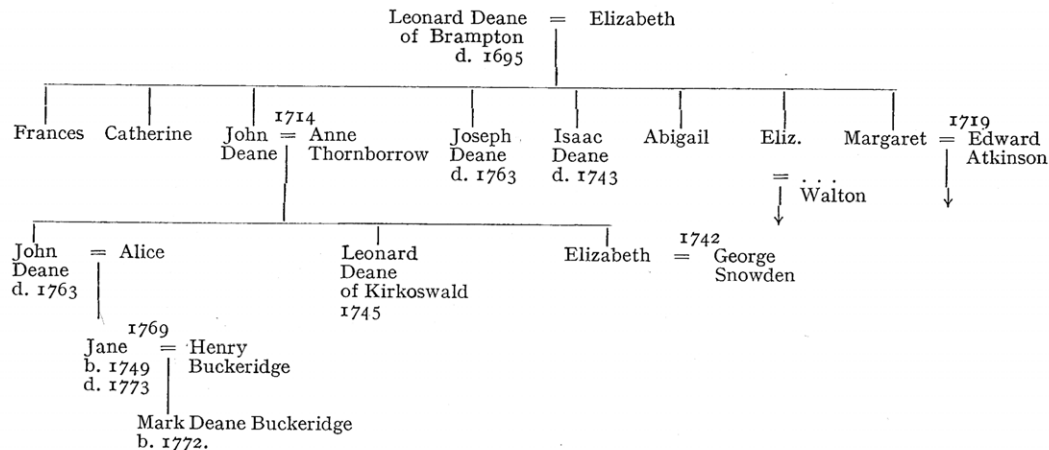 Leonard Deane = Elizabeth
of Brampton
d. 1695
1714 1719
Frances Catherine John = Anne Joseph Isaac Abigail Eliz. Margaret = Edward
Deane Thornborrow Deane Deane Atkinson
d. 1763 d. 1743
= . . .
Walton
1742
John = Alice Leonard Elizabeth = George
Deane Deane Snowden
d. 1763 of Kirkoswald
1745
1769
Jane = Henry
b. 1749 Buckeridge
d. 1773
Mark Deane Buckeridge
b. 1772.